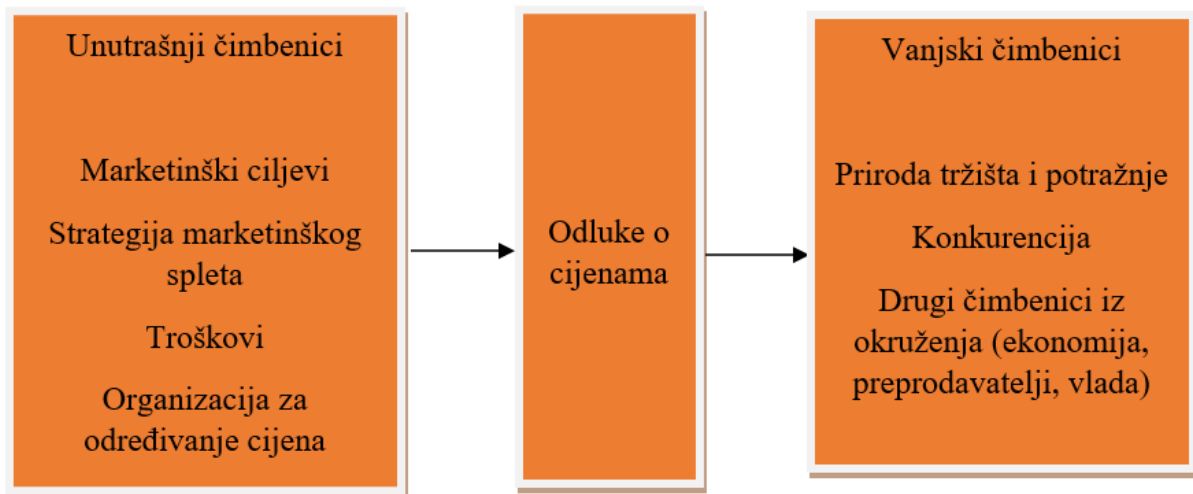 Unutrašnji čimbenici
Marketinški ciljevi
Strategija marketinškog
spleta
Troškovi
Organizacija za
određivanje cijena
Odluke o
cijenama
Vanjski čimbenici
Priroda tržišta i potražnje
Konkurencija
Drugi čimbenici iz
okruženja (ekonomija,
preprodavatelji, vlada)